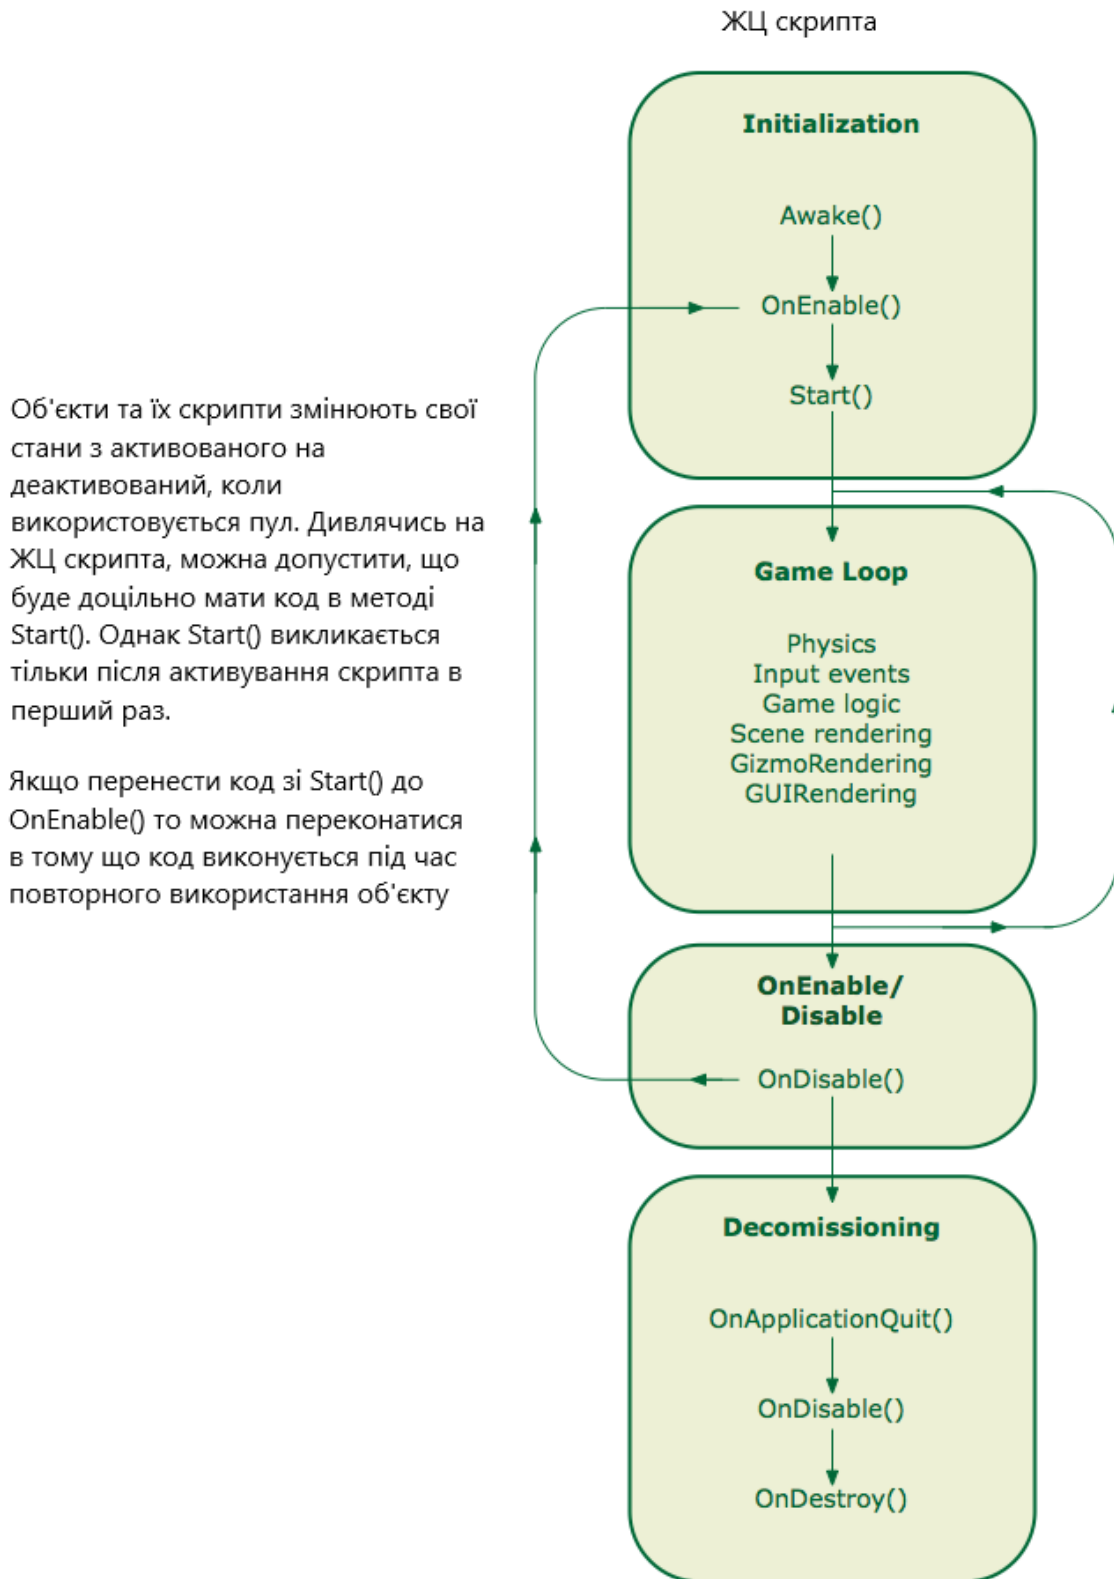 ЖЦ скрипта
Initialization
Awake()
OnEnable()
Start()
Об'єкти та їх скрипти змінюють свої
стани з активованого на
деактивований, коли
використовується пул. Дивлячись на
ЖЦ скрипта, можна допустити, що
буде доцільно мати код в методі
Start(). Однак Start() викликається
тільки після активування скрипта в
перший раз.
Якщо перенести код зі Start() до
OnEnable() то можна переконатися
в тому що код виконується під час
повторного використання об'єкту
Game Loop
Physics
Input events
Game logic
Scene rendering
GizmoRendering
GUIRendering
OnEnable/
Disable
OnDisable()
Decomissioning
OnApplicationQuit()
OnDisable()
OnDestroy()